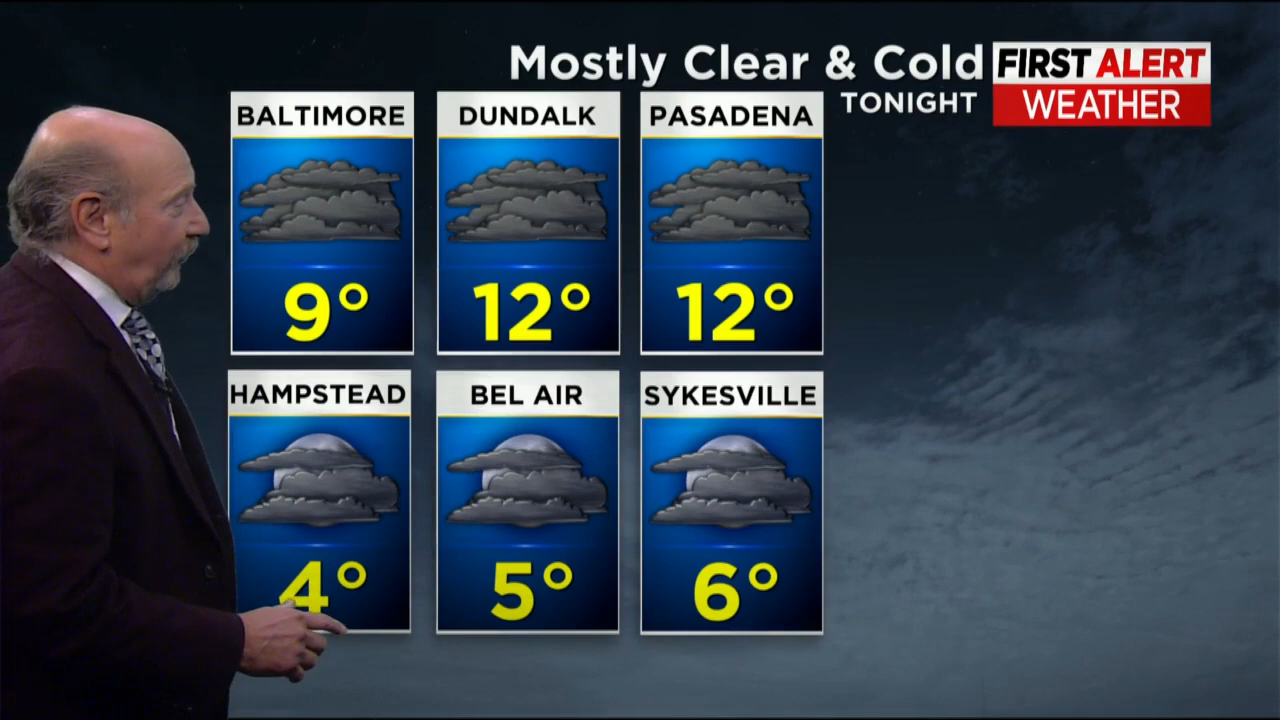 Mostly Clear & Cold
TONIGHT
FIRST ALERT
WEATHER
BALTIMORE
9°
DUNDALK
12°
PASADENA
12°
HAMPSTEAD
4°
BEL AIR
5°
SYKESVILLE
6°